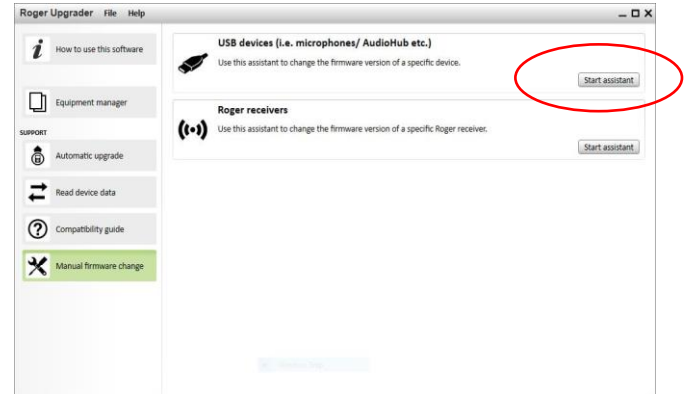 Roger Upgrader File Help
How to use this software
Equipment manager
SUPPORT
Automatic upgrade
Read device data
Compatibility guide
Manual firmware change
USB devices (i.e. microphones/ AudioHub etc.)
Use this assistant to change the firmware version of a specific device.
Start assistant
Roger receivers
Use this assistant to change the firmware version of a specific Roger receiver.
Start assistant